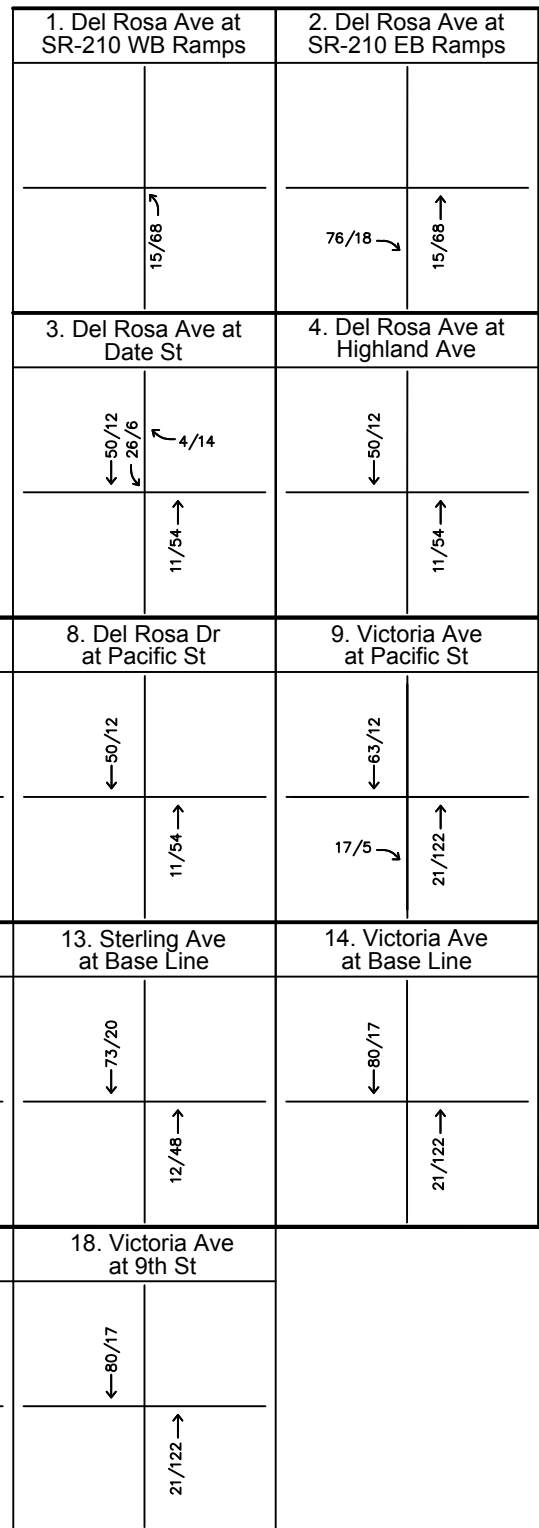 1. Del Rosa Ave at
SR-210 WB Ramps
15/68
2. Del Rosa Ave at
SR-210 EB Ramps
76/18
15/68
3. Del Rosa Ave at
Date St
50/12
26/6
4/14
11/54
4. Del Rosa Ave at
Highland Ave
50/12
11/54
8. Del Rosa Dr
at Pacific St
50/12
11/54
9. Victoria Ave
at Pacific St
63/12
17/5
21/122
13. Sterling Ave
at Base Line
73/20
12/48
14. Victoria Ave
at Base Line
80/17
21/122
18. Victoria Ave
at 9th St
80/17
21/122